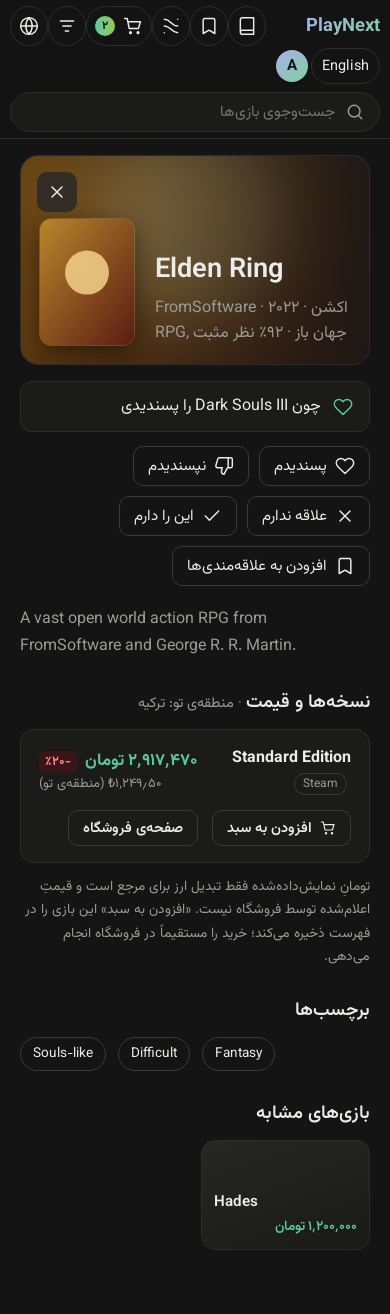 PlayNext
۲
English
A
جست‌وجوی بازی‌ها
Elden Ring
اکشن · ۲۰۲۲ · FromSoftware
RPG, جهان باز · ۹۲٪ نظر مثبت
چون Dark Souls III را پسندیدی
پسندیدم
نپسندیدم
علاقه ندارم
این را دارم
افزودن به علاقه‌مندی‌ها
A vast open world action RPG from
FromSoftware and George R. R. Martin.
نسخه‌ها و قیمت · منطقه‌ی تو: ترکیه
Standard Edition
Steam
۲,۹۱۷,۴۷۰ تومان
-۲۰٪
₺۱٬۲۴۹٫۵۰ (منطقه‌ی تو)
افزودن به سبد
صفحه‌ی فروشگاه
تومانِ نمایش‌داده‌شده فقط تبدیل ارز برای مرجع است و قیمتِ
اعلام‌شده توسط فروشگاه نیست. «افزودن به سبد» این بازی را در
فهرست ذخیره می‌کند؛ خرید را مستقیماً در فروشگاه انجام
می‌دهی.
برچسب‌ها
Fantasy
Difficult
Souls-like
بازی‌های مشابه
Hades
۱,۲۰۰,۰۰۰ تومان